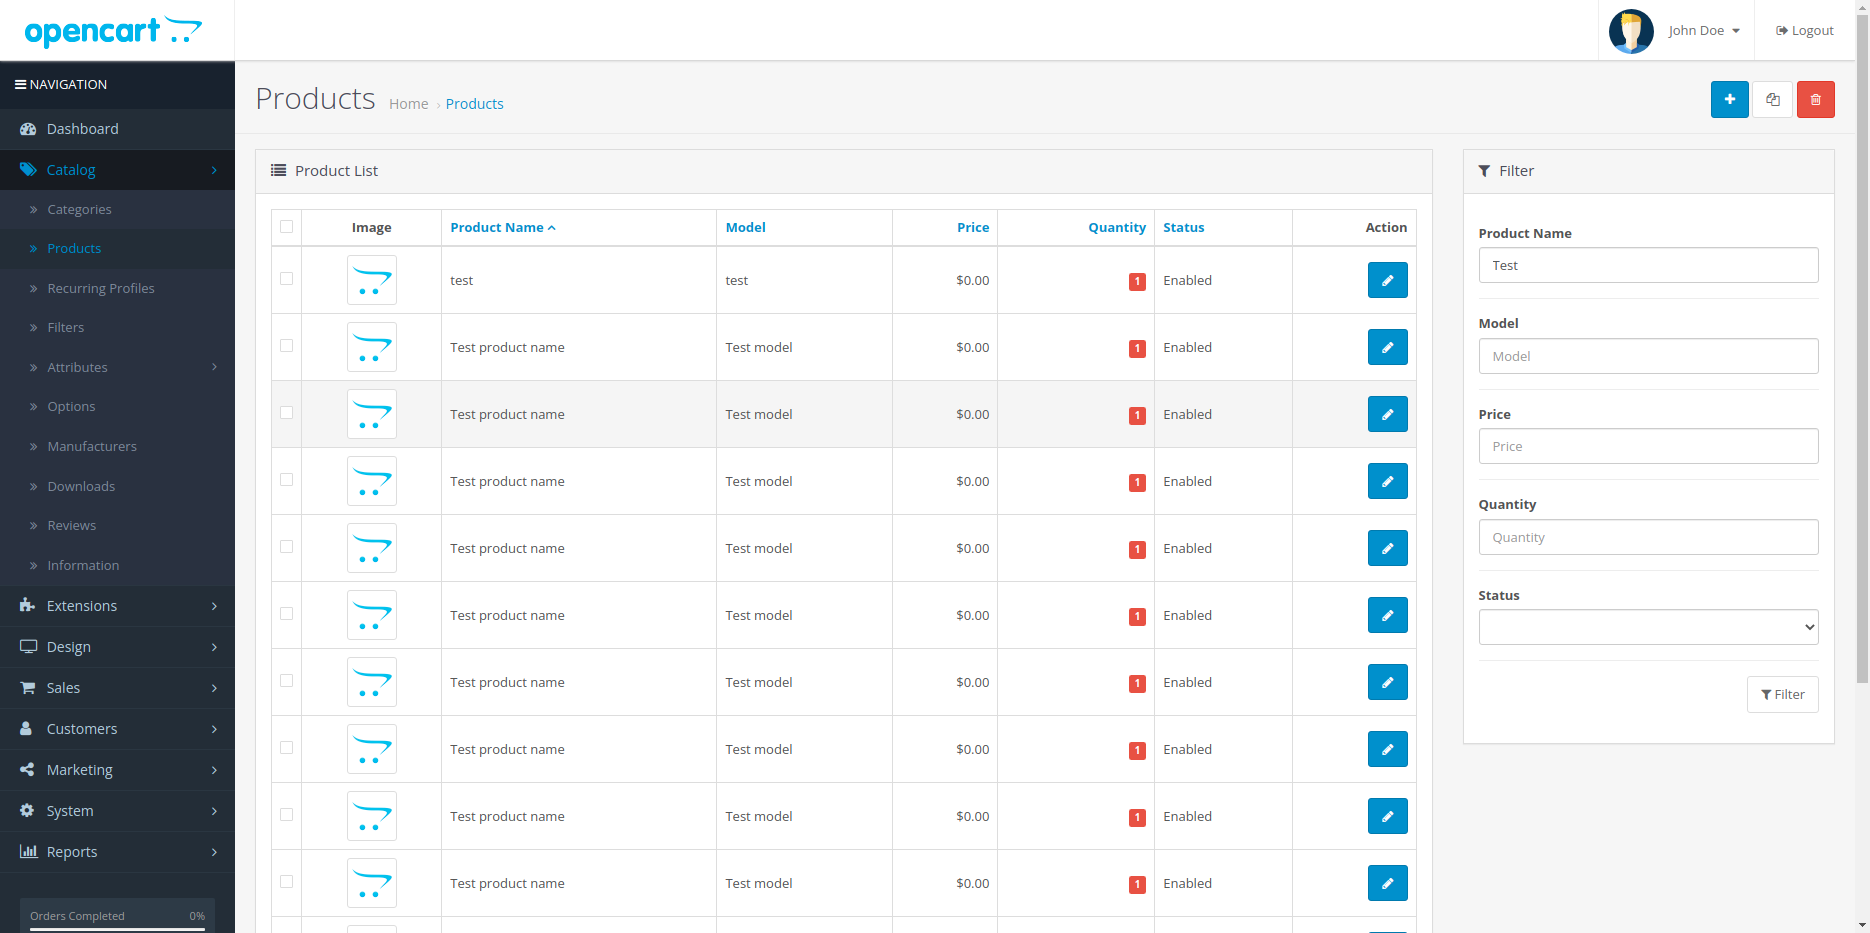 opencart
John Doe
Logout
NAVIGATION
Dashboard
Catalog
Categories
Products
Recurring Profiles
Filters
Attributes
Options
Manufacturers
Downloads
Reviews
Information
Extensions
Design
Sales
Customers
Marketing
System
Reports
Orders Completed 0%
Products Home › Products
Product List
Image Product Name Model Price Quantity Status Action
test test $0.00 1 Enabled
Test product name Test model $0.00 1 Enabled
Test product name Test model $0.00 1 Enabled
Test product name Test model $0.00 1 Enabled
Test product name Test model $0.00 1 Enabled
Test product name Test model $0.00 1 Enabled
Test product name Test model $0.00 1 Enabled
Test product name Test model $0.00 1 Enabled
Test product name Test model $0.00 1 Enabled
Test product name Test model $0.00 1 Enabled
Filter
Product Name
Test
Model
Model
Price
Price
Quantity
Quantity
Status
Filter